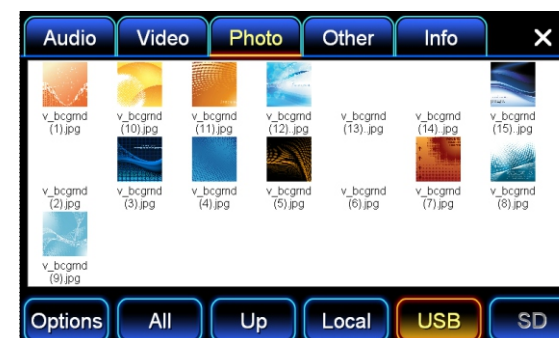 Audio Video Photo Other Info X
v_bcgrnd v_bcgrnd v_bcgrnd v_bcgrnd v_bcgrnd v_bcgrnd v_bcgrnd
(1).jpg (10).jpg (11).jpg (12)..jpg (13)..jpg (14)..jpg (15)..jpg
v_bcgrnd v_bcgrnd v_bcgrnd v_bcgrnd v_bcgrnd v_bcgrnd v_bcgrnd
(2).jpg (3).jpg (4).jpg (5).jpg (6).jpg (7).jpg (8).jpg
v_bcgrnd
(9).jpg
Options All Up Local USB SD